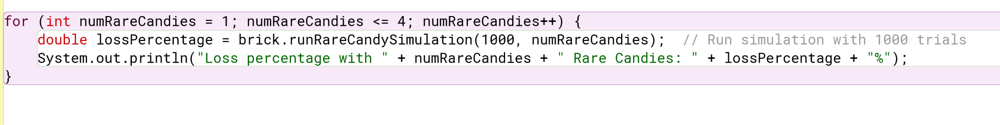 for (int numRareCandies = 1; numRareCandies <= 4; numRareCandies++) {
    double lossPercentage = brick.runRareCandySimulation(1000, numRareCandies);  // Run simulation with 1000 trials
    System.out.println("Loss percentage with " + numRareCandies + " Rare Candies: " + lossPercentage + "%");
}